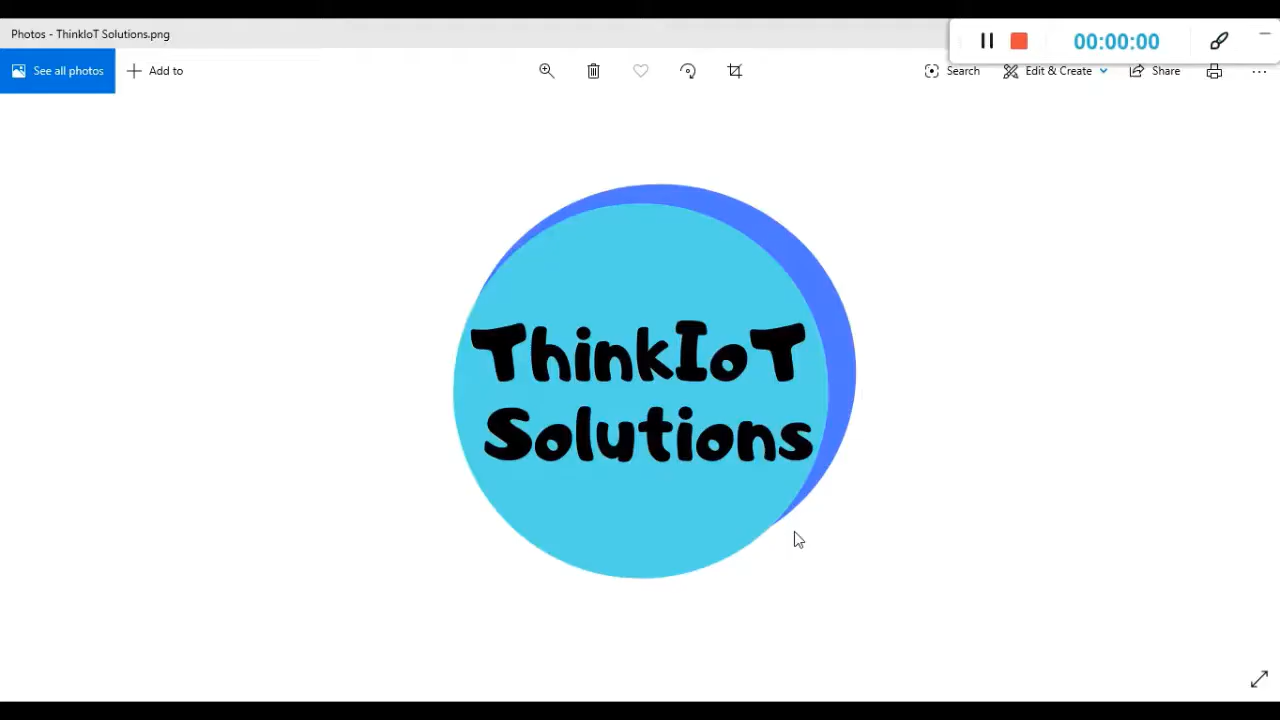 Photos - ThinkIoT Solutions.png
00:00:00
See all photos
Add to
Search
Edit & Create
Share
ThinkIoT
Solutions